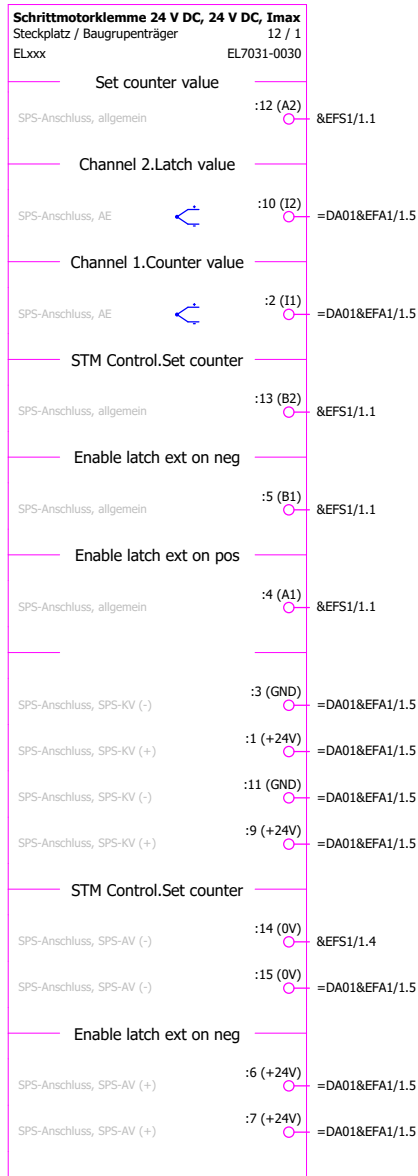 Schrittmotorklemme 24 V DC, 24 V DC, Imax
Steckplatz / Baugrupenträger 12 / 1
ELxxx EL7031-0030
Set counter value
:12 (A2)
SPS-Anschluss, allgemein &EFS1/1.1
Channel 2.Latch value
:10 (I2)
SPS-Anschluss, AE + - =DA01&EFA1/1.5
Channel 1.Counter value
:2 (I1)
SPS-Anschluss, AE + - =DA01&EFA1/1.5
STM Control.Set counter
:13 (B2)
SPS-Anschluss, allgemein &EFS1/1.1
Enable latch ext on neg
:5 (B1)
SPS-Anschluss, allgemein &EFS1/1.1
Enable latch ext on pos
:4 (A1)
SPS-Anschluss, allgemein &EFS1/1.1
:3 (GND)
SPS-Anschluss, SPS-KV (-) =DA01&EFA1/1.5
:1 (+24V)
SPS-Anschluss, SPS-KV (+) =DA01&EFA1/1.5
:11 (GND)
SPS-Anschluss, SPS-KV (-) =DA01&EFA1/1.5
:9 (+24V)
SPS-Anschluss, SPS-KV (+) =DA01&EFA1/1.5
STM Control.Set counter
:14 (0V)
SPS-Anschluss, SPS-AV (-) &EFS1/1.4
:15 (0V)
SPS-Anschluss, SPS-AV (-) =DA01&EFA1/1.5
Enable latch ext on neg
:6 (+24V)
SPS-Anschluss, SPS-AV (+) =DA01&EFA1/1.5
:7 (+24V)
SPS-Anschluss, SPS-AV (+) =DA01&EFA1/1.5